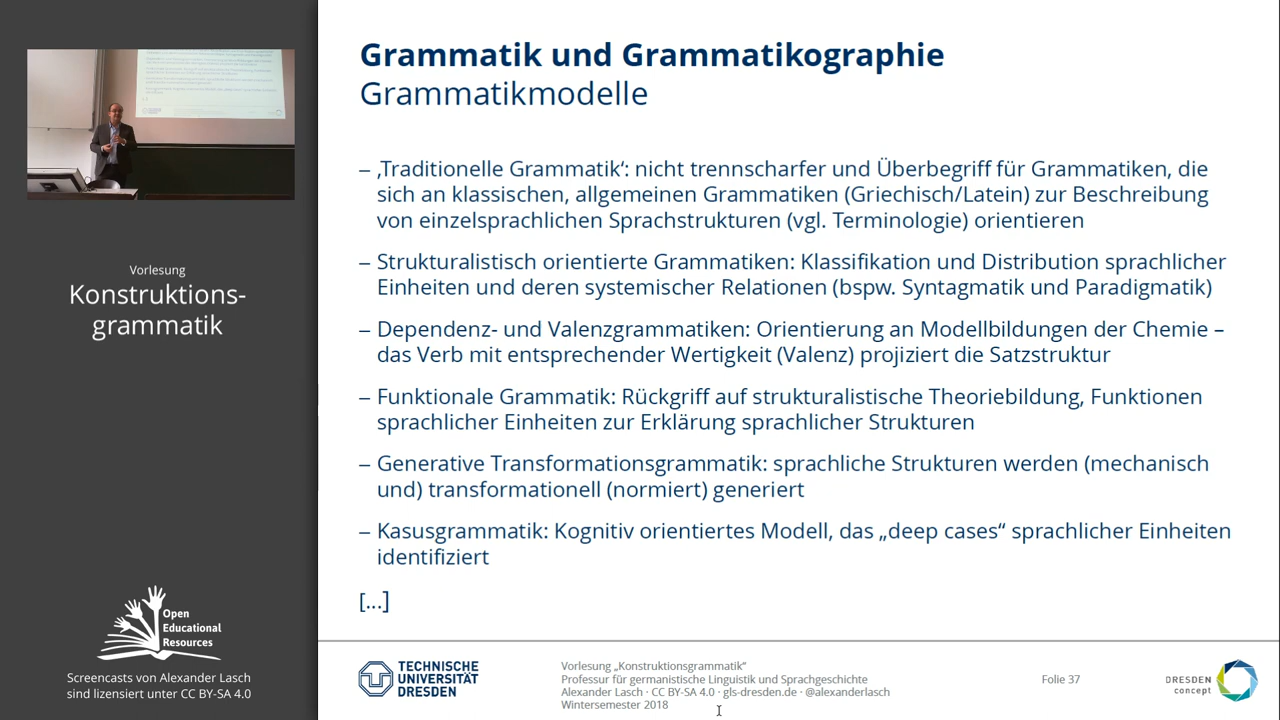 Grammatik und Grammatikographie
Grammatikmodelle
– ‚Traditionelle Grammatik‘: nicht trennscharfer und Überbegriff für Grammatiken, die
sich an klassischen, allgemeinen Grammatiken (Griechisch/Latein) zur Beschreibung
von einzelsprachlichen Sprachstrukturen (vgl. Terminologie) orientieren
– Strukturalistisch orientierte Grammatiken: Klassifikation und Distribution sprachlicher
Einheiten und deren systemischer Relationen (bspw. Syntagmatik und Paradigmatik)
– Dependenz- und Valenzgrammatiken: Orientierung an Modellbildungen der Chemie –
das Verb mit entsprechender Wertigkeit (Valenz) projiziert die Satzstruktur
– Funktionale Grammatik: Rückgriff auf strukturalistische Theoriebildung, Funktionen
sprachlicher Einheiten zur Erklärung sprachlicher Strukturen
– Generative Transformationsgrammatik: sprachliche Strukturen werden (mechanisch
und) transformationell (normiert) generiert
– Kasusgrammatik: Kognitiv orientiertes Modell, das „deep cases“ sprachlicher Einheiten
identifiziert
[...]
Vorlesung
Konstruktions-
grammatik
Open
Educational
Resources
Screencasts von Alexander Lasch
sind lizensiert unter CC BY-SA 4.0
TECHNISCHE
UNIVERSITÄT
DRESDEN
Vorlesung „Konstruktionsgrammatik“
Professur für germanistische Linguistik und Sprachgeschichte
Alexander Lasch · CC BY-SA 4.0 · gls-dresden.de · @alexanderlasch
Wintersemester 2018
Folie 37
DRESDEN
concept